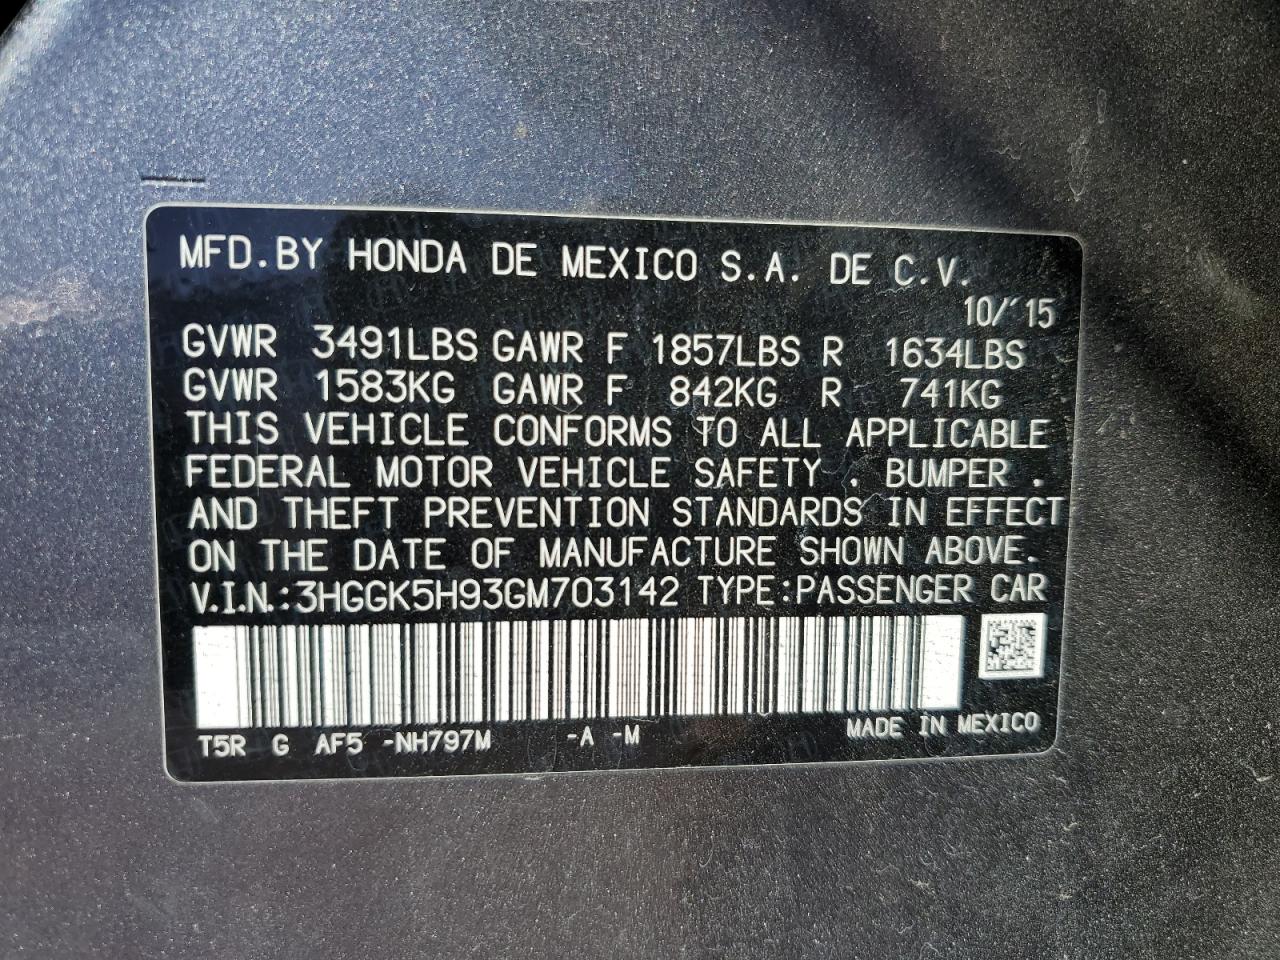 MFD.BY HONDA DE MEXICO S.A. DE C.V.
10/'15
GVWR 3491LBS GAWR F 1857LBS R 1634LBS
GVWR 1583KG GAWR F 842KG R 741KG
THIS VEHICLE CONFORMS TO ALL APPLICABLE
FEDERAL MOTOR VEHICLE SAFETY . BUMPER .
AND THEFT PREVENTION STANDARDS IN EFFECT
ON THE DATE OF MANUFACTURE SHOWN ABOVE.
V.I.N.:3HGGK5H93GM703142 TYPE:PASSENGER CAR
T5R G AF5 -NH797M -A -M MADE IN MEXICO